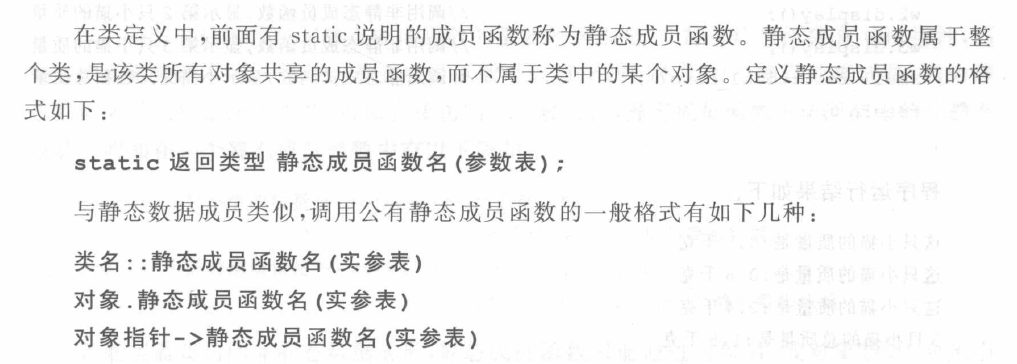 在类定义中,前面有 static 说明的成员函数称为静态成员函数。静态成员函数属于整
个类,是该类所有对象共享的成员函数,而不属于类中的某个对象。定义静态成员函数的格
式如下:
static 返回类型 静态成员函数名(参数表);
与静态数据成员类似,调用公有静态成员函数的一般格式有如下几种:
类名::静态成员函数名(实参表)
对象.静态成员函数名(实参表)
对象指针->静态成员函数名(实参表)